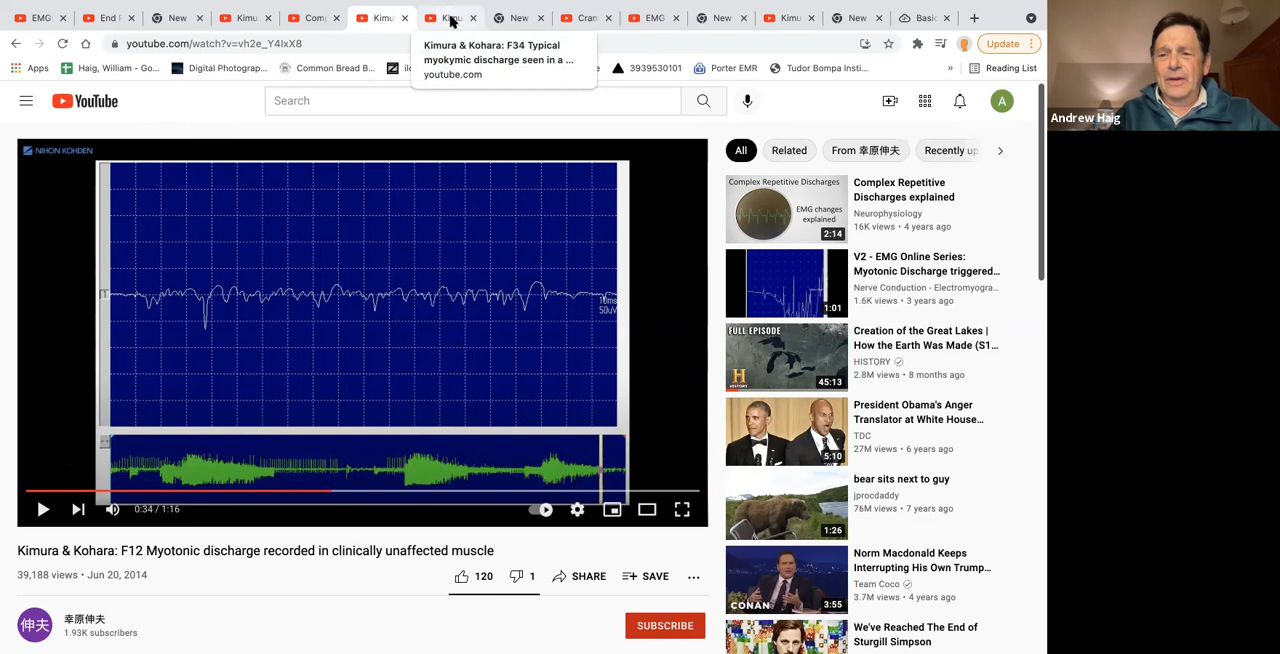 EMG:
End P
New
Kimu
Comp
Kimu
Kimu
New
Cram
EMG
New
Kimu
New
Basic
youtube.com/watch?v=vh2e_Y4lxX8
Update
Kimura & Kohara: F34 Typical
myokymic discharge seen in a ...
youtube.com
Apps
Haig, William - Go...
Digital Photograp...
Common Bread B...
3939530101
Porter EMR
Tudor Bompa Insti...
»
Reading List
YouTube
Search
A
Andrew Haig
NIHON KOHDEN
10ms
50uV
0:34 / 1:16
Kimura & Kohara: F12 Myotonic discharge recorded in clinically unaffected muscle
39,188 views • Jun 20, 2014
120
1
SHARE
SAVE
...
伸夫
幸原伸夫
1.93K subscribers
SUBSCRIBE
All
Related
From 幸原伸夫
Recently up
Complex Repetitive Discharges
EMG changes
explained
2:14
Complex Repetitive
Discharges explained
Neurophysiology
16K views • 4 years ago
1:01
V2 - EMG Online Series:
Myotonic Discharge triggered...
Nerve Conduction - Electromyogra...
1.6K views • 3 years ago
FULL EPISODE
H
HISTORY
45:13
Creation of the Great Lakes |
How the Earth Was Made (S1...
HISTORY
2.8M views • 8 months ago
5:10
President Obama's Anger
Translator at White House...
TDC
27M views • 6 years ago
1:26
bear sits next to guy
jprocdaddy
76M views • 7 years ago
CONAN
3:55
Norm Macdonald Keeps
Interrupting His Own Trump...
Team Coco
3.7M views • 4 years ago
We've Reached The End of
Sturgill Simpson